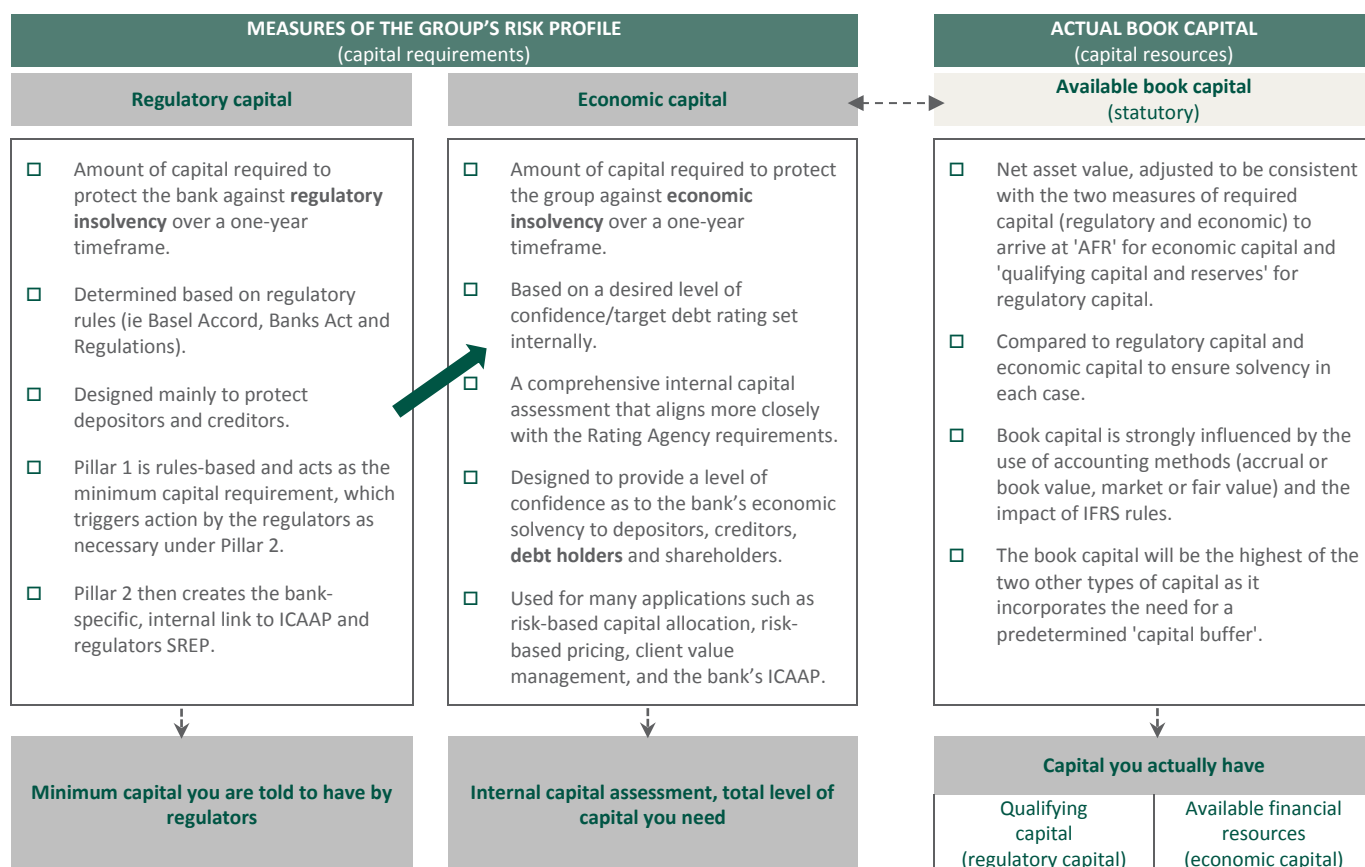 MEASURES OF THE GROUP'S RISK PROFILE
(capital requirements)
Regulatory capital
Economic capital
□ Amount of capital required to
protect the bank against regulatory
insolvency over a one-year
timeframe.
□ Determined based on regulatory
rules (ie Basel Accord, Banks Act and
Regulations).
□ Designed mainly to protect
depositors and creditors.
□ Pillar 1 is rules-based and acts as the
minimum capital requirement, which
triggers action by the regulators as
necessary under Pillar 2.
□ Pillar 2 then creates the bank-
specific, internal link to ICAAP and
regulators SREP.
Minimum capital you are told to have by
regulators
□ Amount of capital required to protect
the group against economic
insolvency over a one-year
timeframe.
□ Based on a desired level of
confidence/target debt rating set
internally.
□ A comprehensive internal capital
assessment that aligns more closely
with the Rating Agency requirements.
□ Designed to provide a level of
confidence as to the bank's economic
solvency to depositors, creditors,
debt holders and shareholders.
□ Used for many applications such as
risk-based capital allocation, risk-
based pricing, client value
management, and the bank's ICAAP.
Internal capital assessment, total level of
capital you need
ACTUAL BOOK CAPITAL
(capital resources)
Available book capital
(statutory)
□ Net asset value, adjusted to be consistent
with the two measures of required
capital (regulatory and economic) to
arrive at 'AFR' for economic capital and
'qualifying capital and reserves' for
regulatory capital.
□ Compared to regulatory capital and
economic capital to ensure solvency in
each case.
□ Book capital is strongly influenced by the
use of accounting methods (accrual or
book value, market or fair value) and the
impact of IFRS rules.
□ The book capital will be the highest of the
two other types of capital as it
incorporates the need for a
predetermined 'capital buffer'.
Capital you actually have
Qualifying
capital
(regulatory capital)
Available financial
resources
(economic capital)